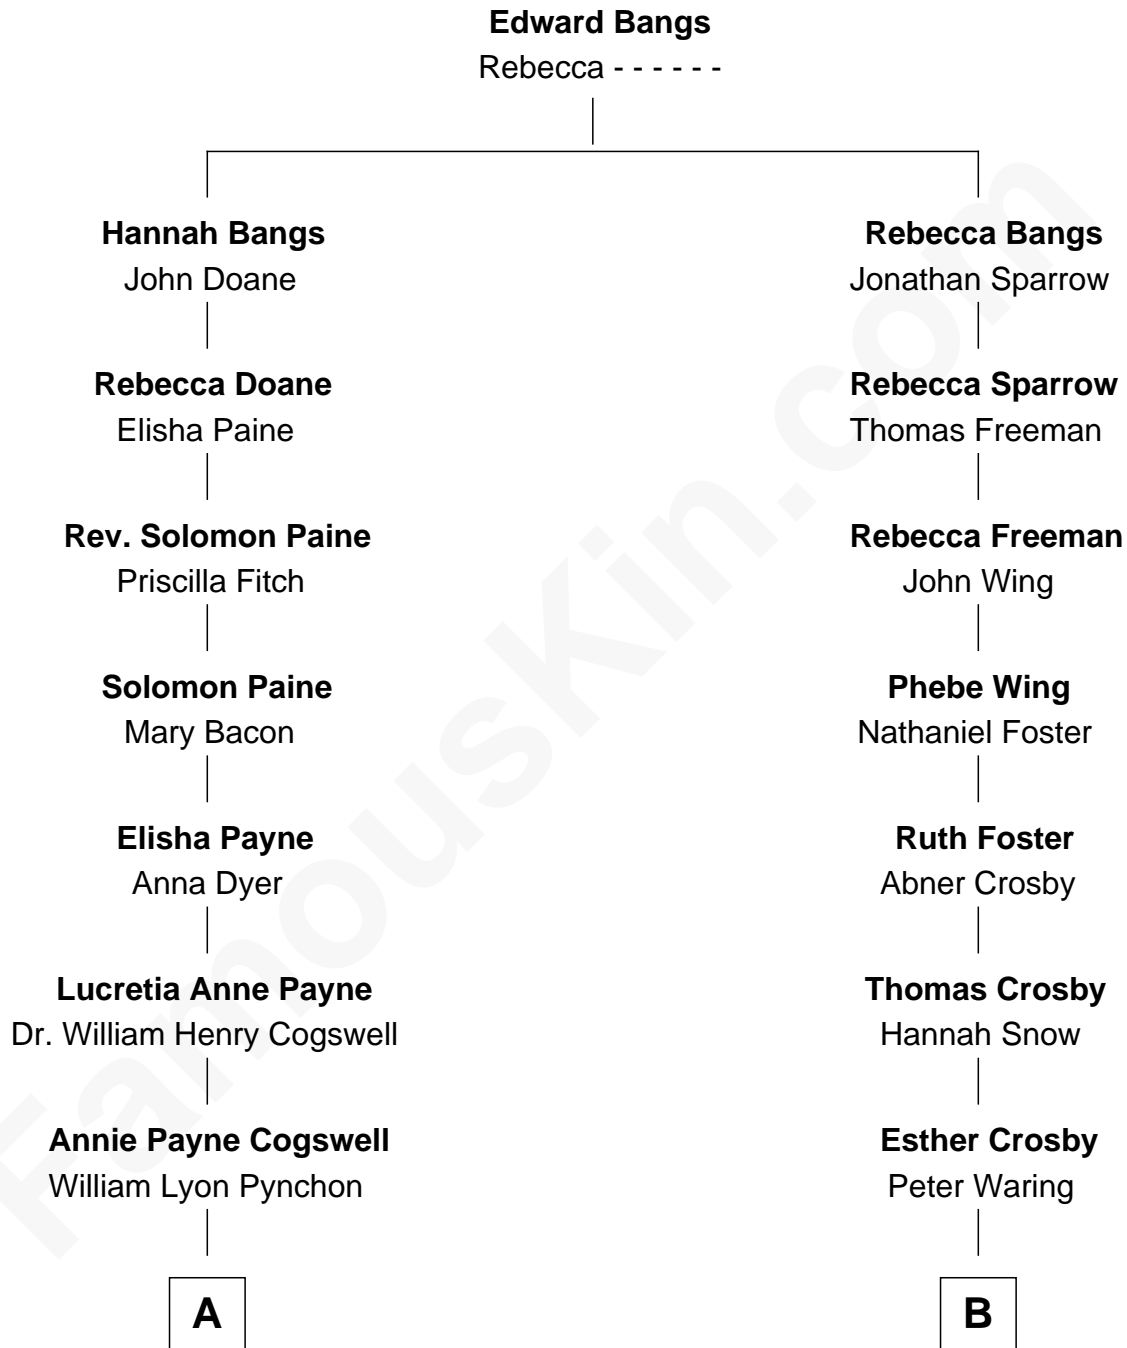 Edward Bangs
Rebecca - - - - - -
Hannah Bangs
John Doane
Rebecca Doane
Elisha Paine
Rev. Solomon Paine
Priscilla Fitch
Solomon Paine
Mary Bacon
Elisha Payne
Anna Dyer
Lucretia Anne Payne
Dr. William Henry Cogswell
Annie Payne Cogswell
William Lyon Pynchon
A
Rebecca Bangs
Jonathan Sparrow
Rebecca Sparrow
Thomas Freeman
Rebecca Freeman
John Wing
Phebe Wing
Nathaniel Foster
Ruth Foster
Abner Crosby
Thomas Crosby
Hannah Snow
Esther Crosby
Peter Waring
B
FamousKin.com